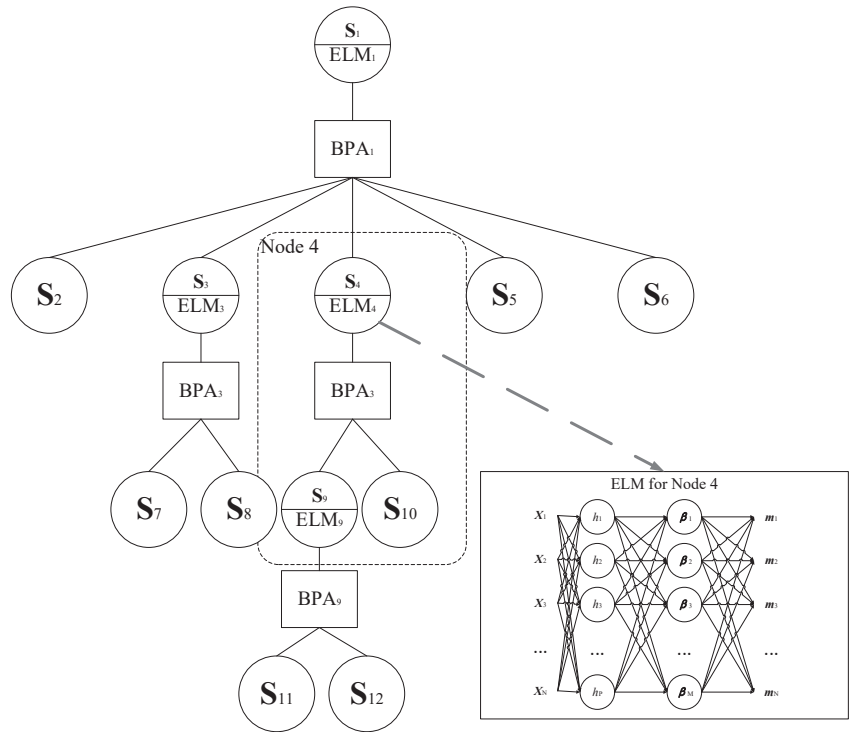 S1
ELM1
BPA1
Node 4
S2
S3
ELM3
S4
ELM4
S5
S6
BPA3
BPA3
S7
S8
S9
ELM9
S10
BPA9
S11
S12
ELM for Node 4
X1 h1 β1 m1
X2 h2 β2 m2
X3 h3 β3 m3
... ... ... ...
XN hP βM mN